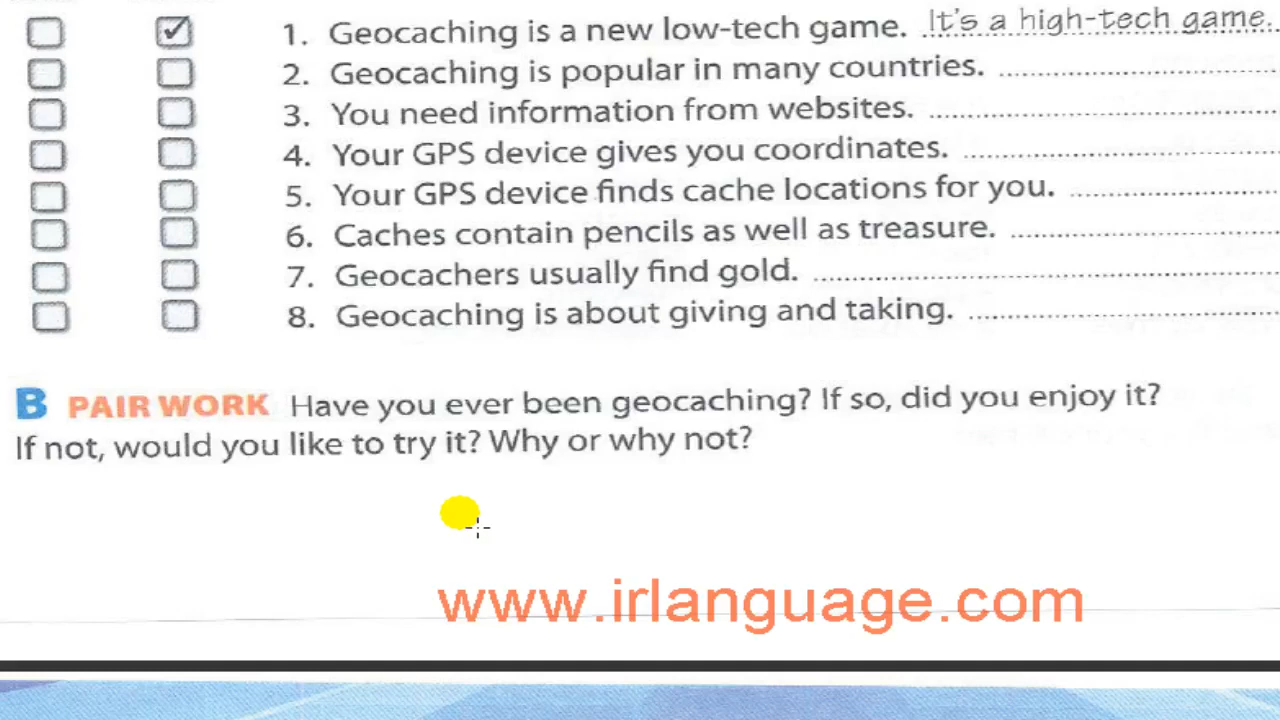 1. Geocaching is a new low-tech game. It's a high-tech game.
2. Geocaching is popular in many countries.
3. You need information from websites.
4. Your GPS device gives you coordinates.
5. Your GPS device finds cache locations for you.
6. Caches contain pencils as well as treasure.
7. Geocachers usually find gold.
8. Geocaching is about giving and taking.
B PAIR WORK Have you ever been geocaching? If so, did you enjoy it?
If not, would you like to try it? Why or why not?
www.irlanguage.com